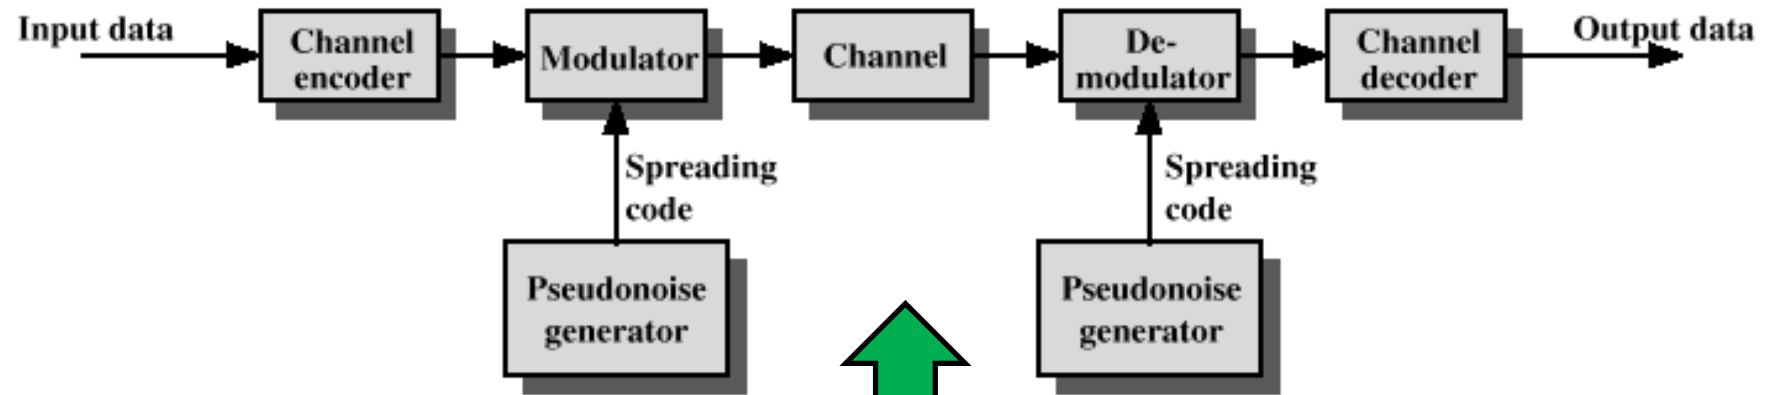 Input data
Channel
encoder
Modulator
Channel
De-
modulator
Channel
decoder
Output data
Spreading
code
Spreading
code
Pseudonoise
generator
Pseudonoise
generator